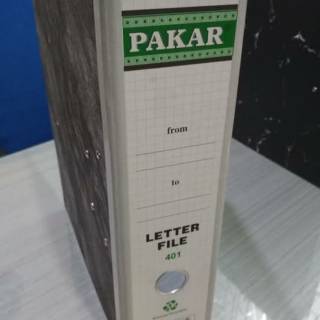 PAKAR
from
to
LETTER
FILE
401